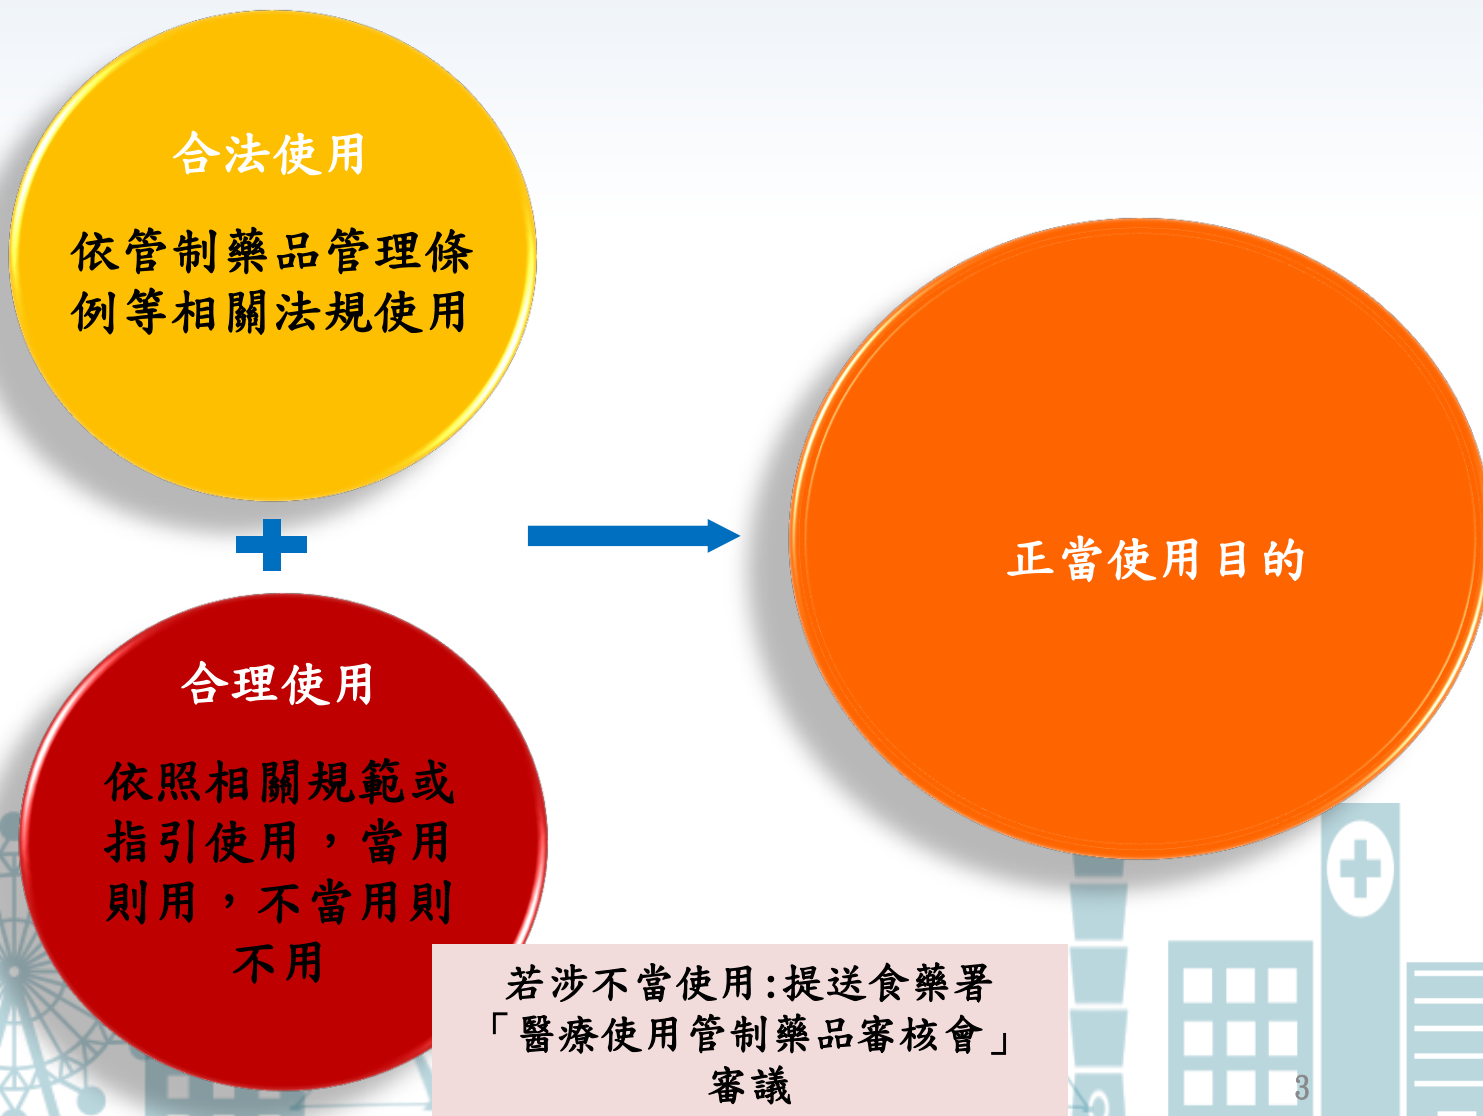 合法使用
依管制藥品管理條
例等相關法規使用
合理使用
依照相關規範或
指引使用，當用
則用，不當用則
不用
正當使用目的
若涉不當使用:提送食藥署
「醫療使用管制藥品審核會」
審議
3